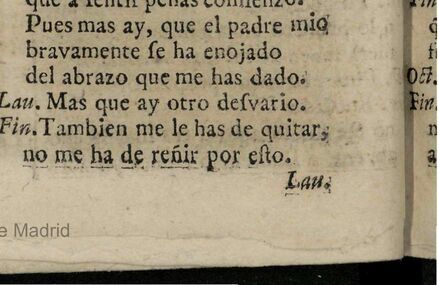 que a sentir penas comienzo.
Pues mas ay, que el padre mio
bravamente ſe ha enojado
del abrazo que me has dado.
Lau. Mas que ay otro deſvario.
Fin. Tambien me le has de quitar,
no me ha de reñir por eſto.
Lau.
e Madrid
Oct.
Fin.